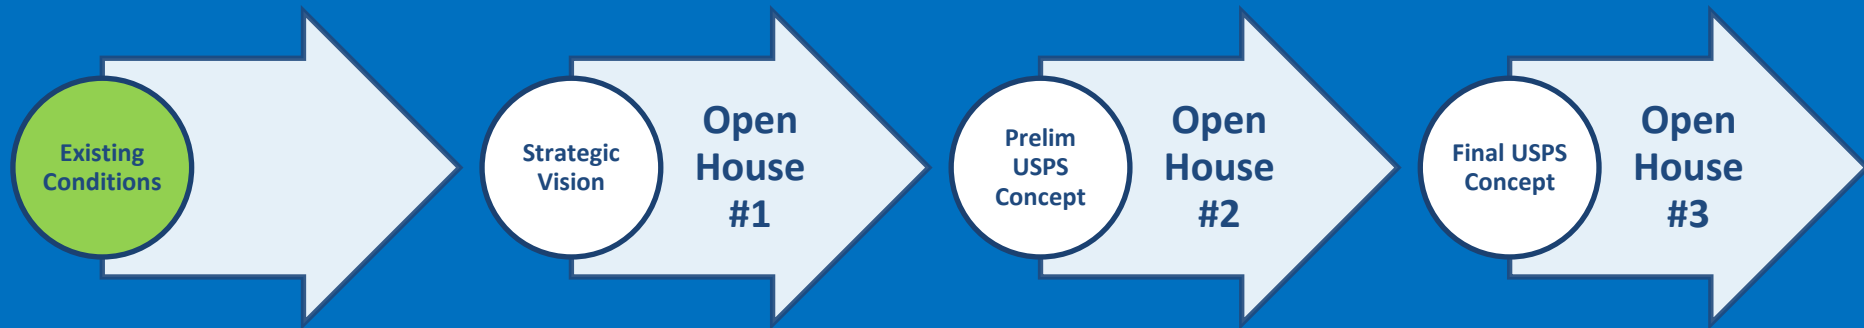 Existing
Conditions
Strategic
Vision
Open
House
#1
Prelim
USPS
Concept
Open
House
#2
Final USPS
Concept
Open
House
#3